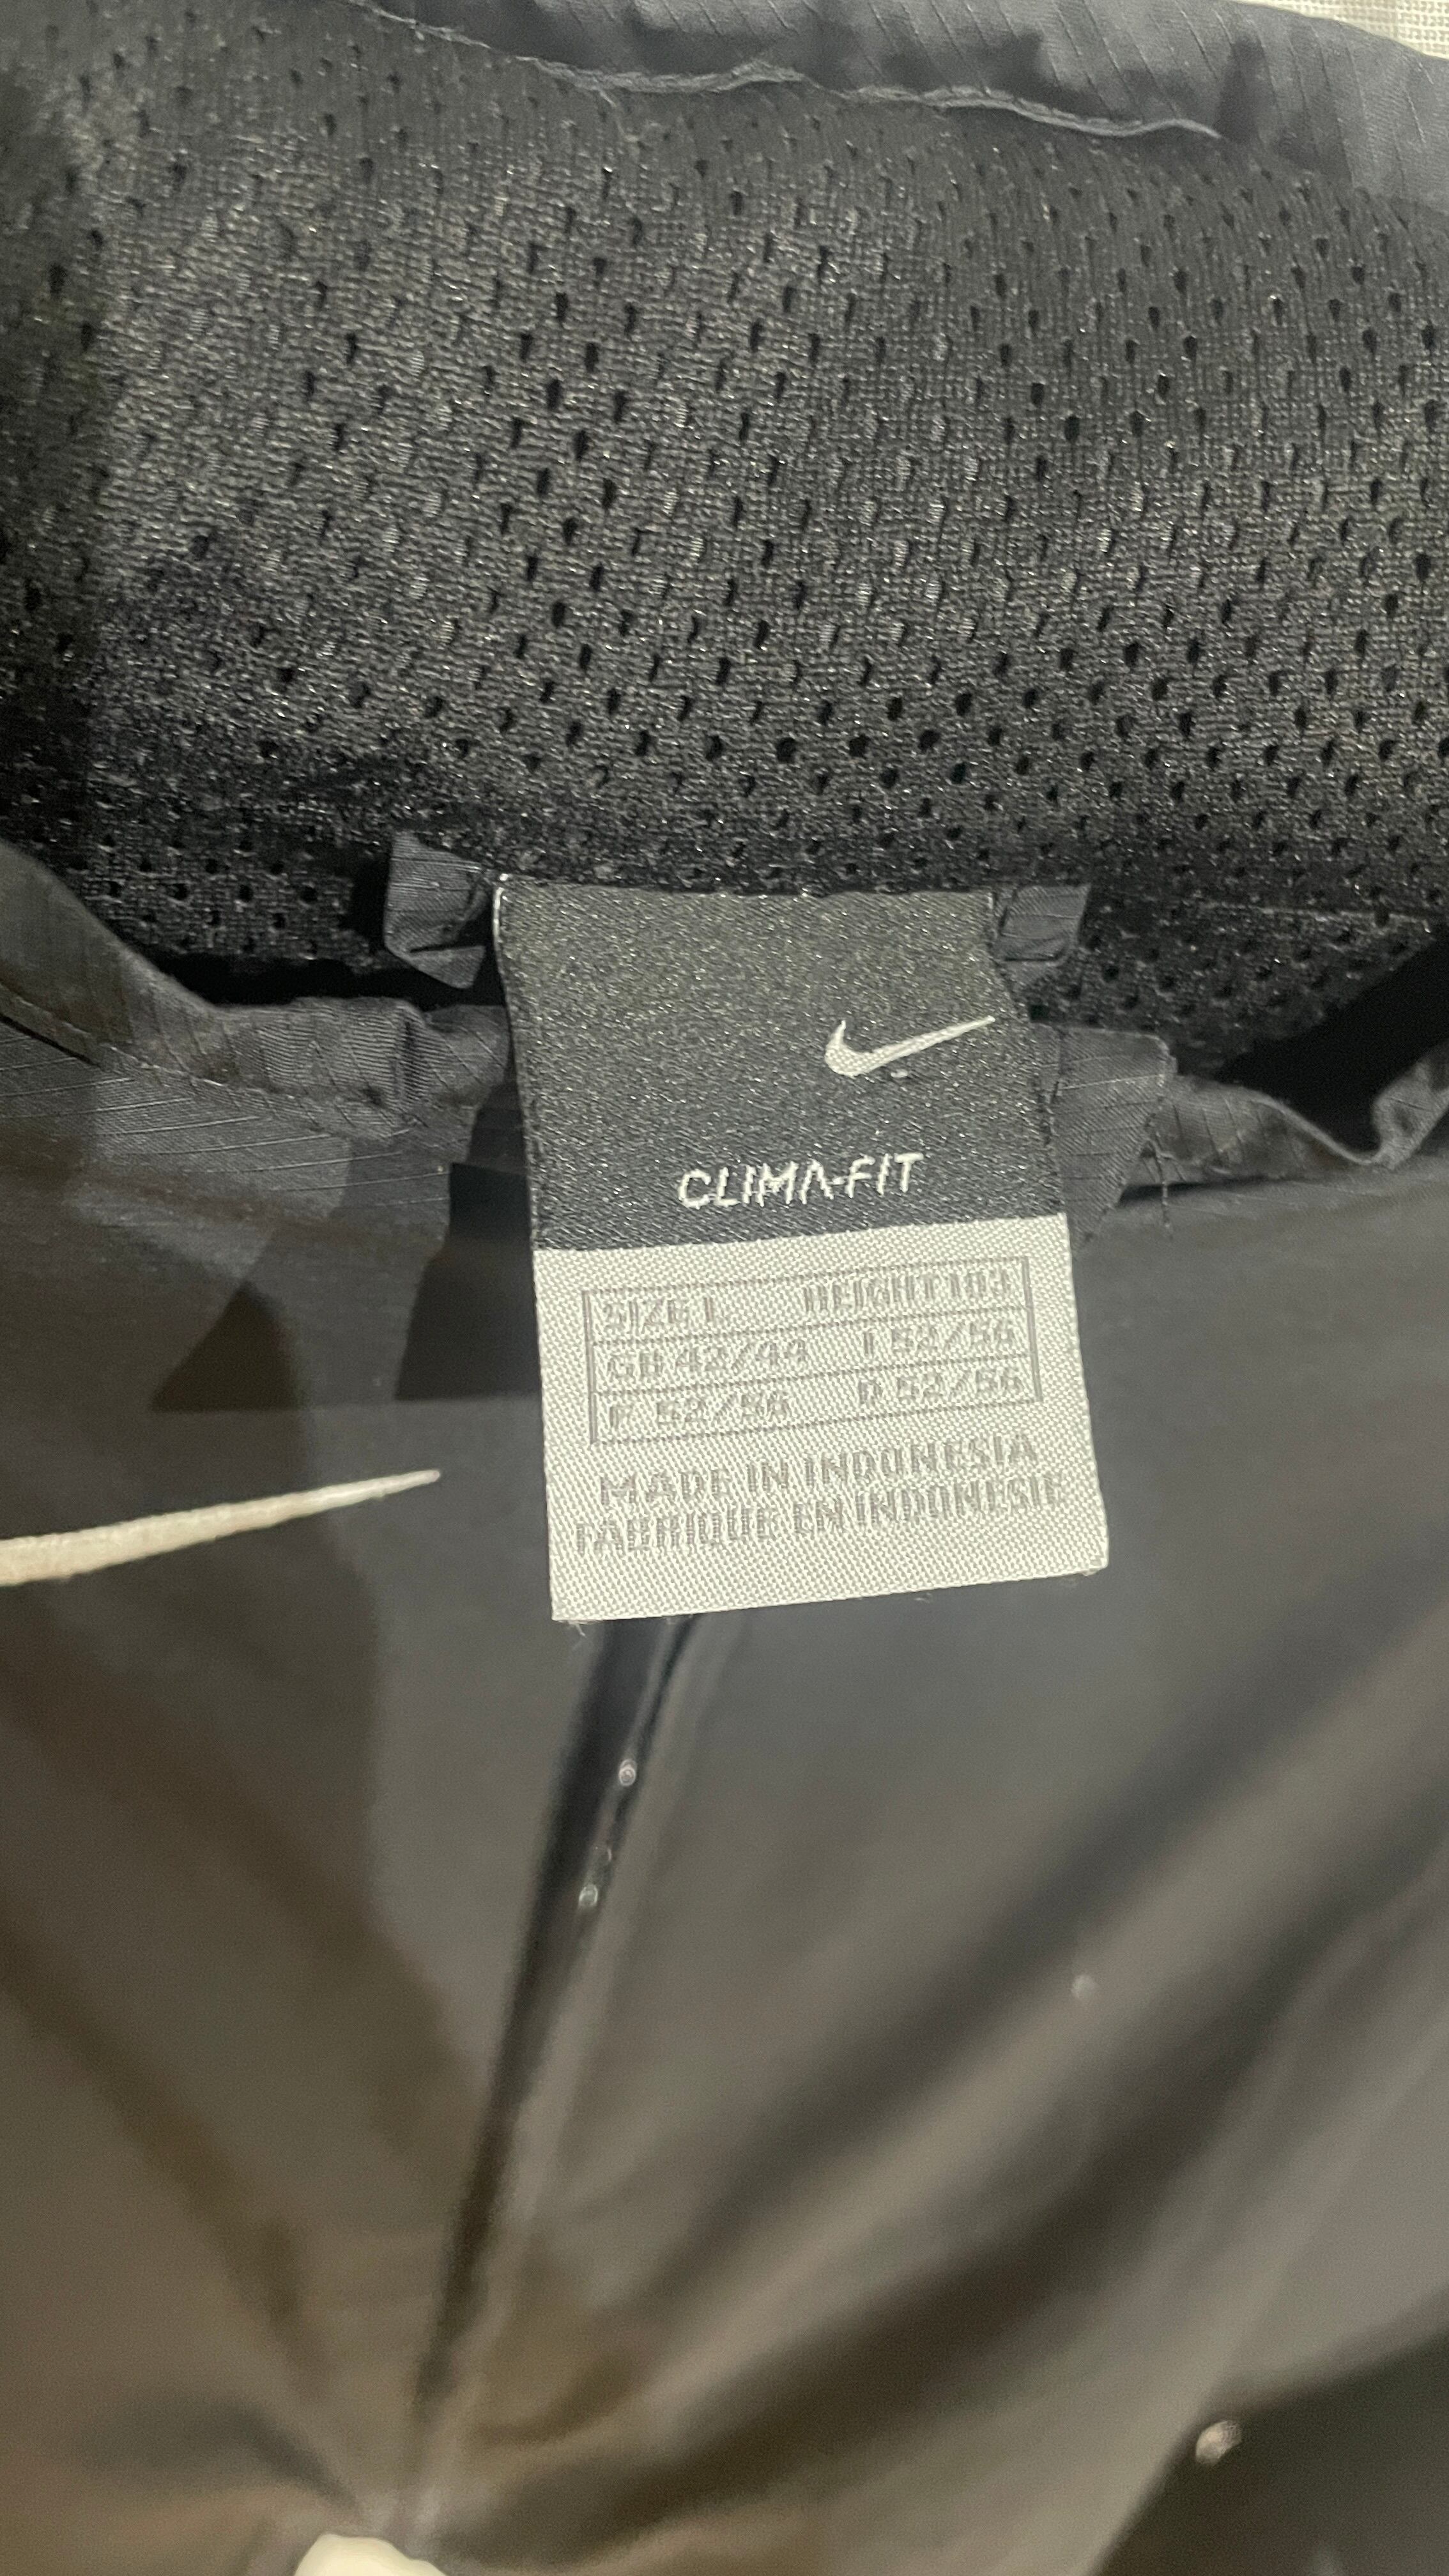 CLIMA-FIT
SIZE L HEIGHT 183
GB 42/44 I 52/56
F 52/56 D 52/56
MADE IN INDONESIA
FABRIQUE EN INDONESIE